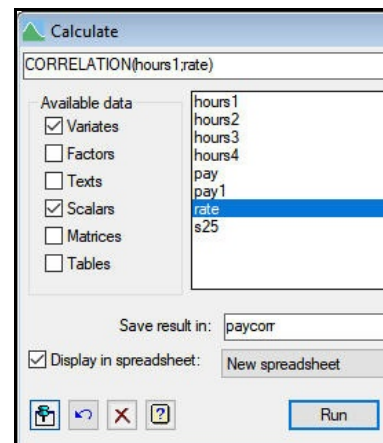 Calculate
CORRELATION(hours1;rate)
Available data
Variates
Factors
Texts
Scalars
Matrices
Tables
hours1
hours2
hours3
hours4
pay
pay1
rate
s25
Save result in: paycorr
Display in spreadsheet: New spreadsheet
? Run